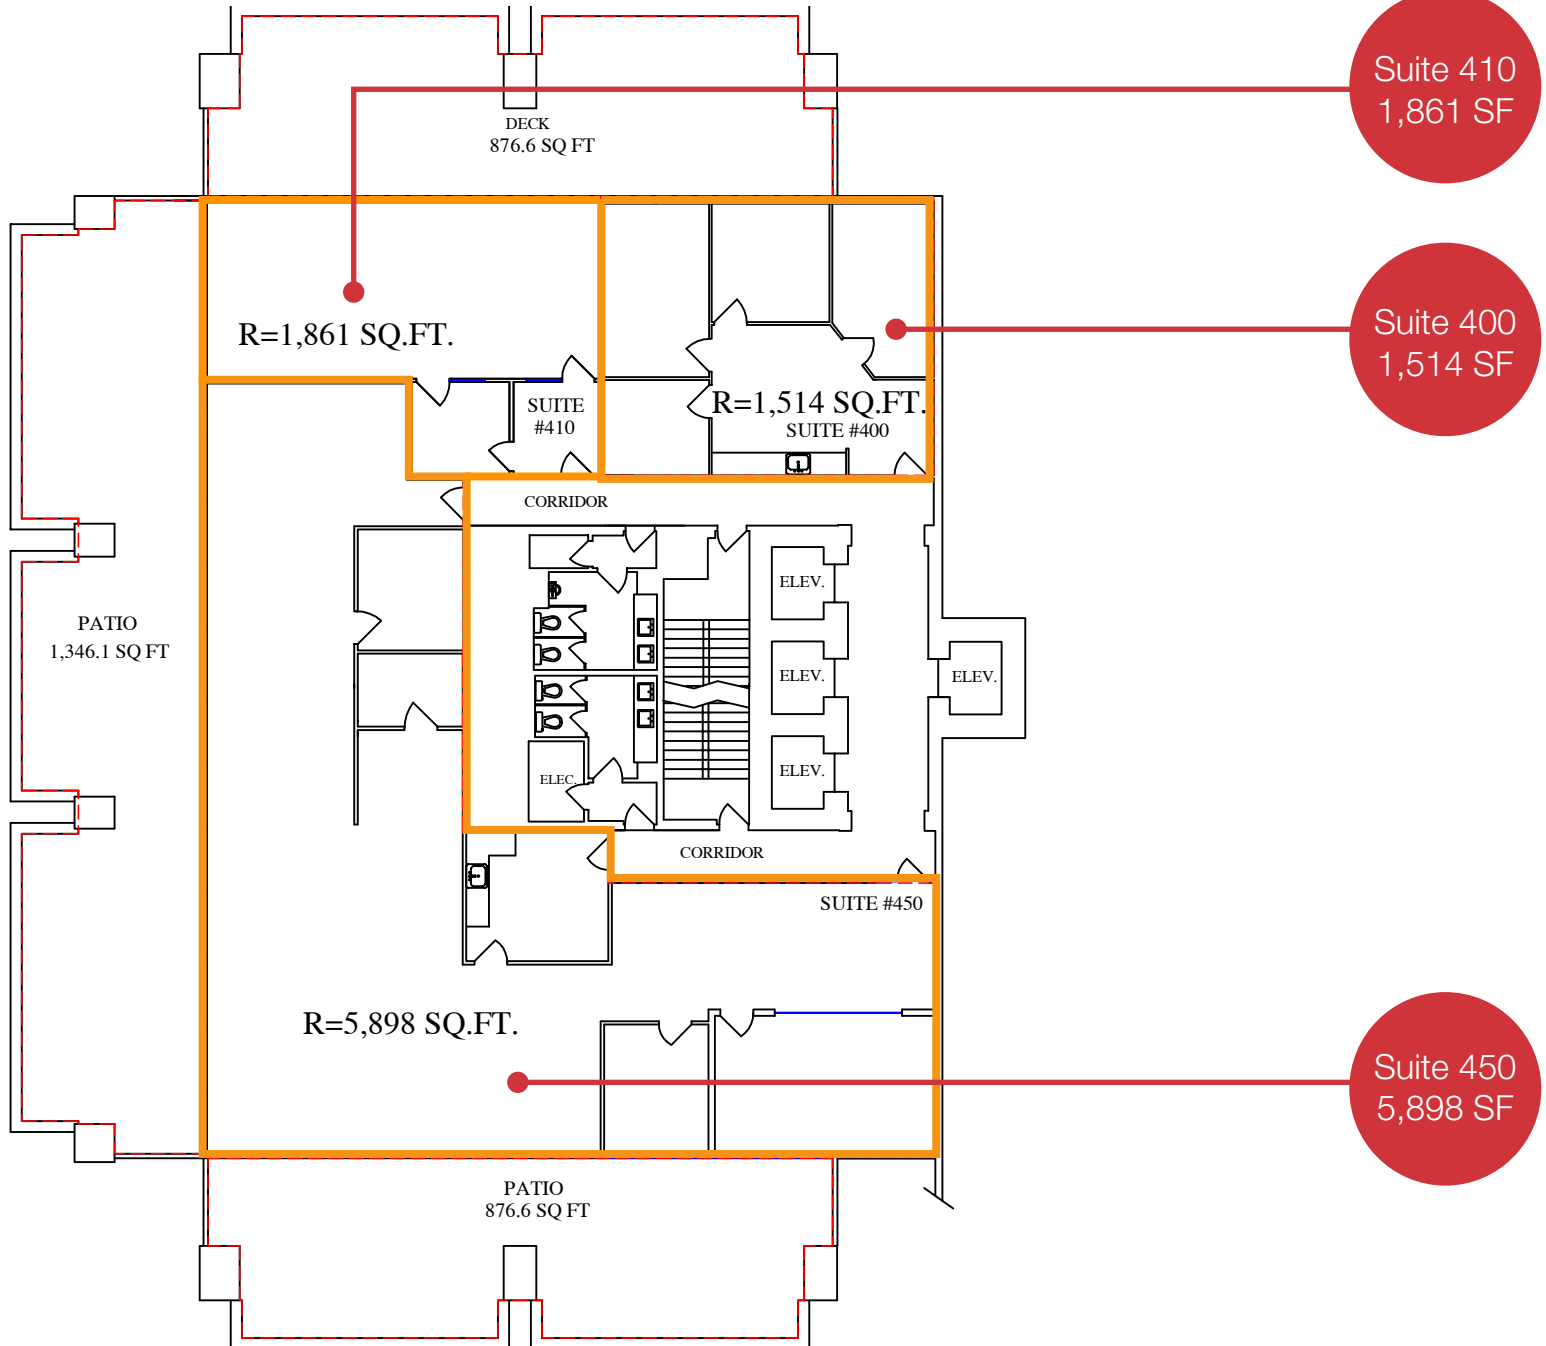 Suite 410
1,861 SF
DECK
876.6 SQ FT
Suite 400
1,514 SF
R=1,861 SQ.FT.
SUITE
#410
R=1,514 SQ.FT.
SUITE #400
CORRIDOR
ELEV.
PATIO
1,346.1 SQ FT
ELEV.
ELEV.
ELEV.
ELEC.
CORRIDOR
SUITE #450
R=5,898 SQ.FT.
Suite 450
5,898 SF
PATIO
876.6 SQ FT